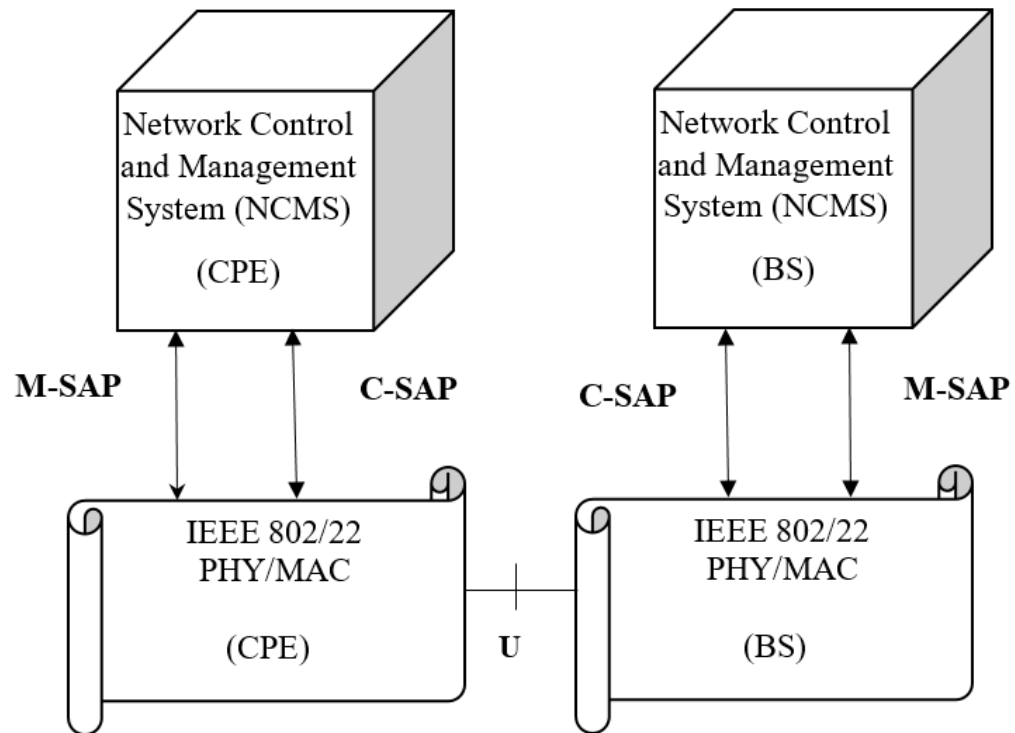 Network Control
and Management
System (NCMS)
(CPE)
Network Control
and Management
System (NCMS)
(BS)
M-SAP
C-SAP
C-SAP
M-SAP
IEEE 802/22
PHY/MAC
(CPE)
U
IEEE 802/22
PHY/MAC
(BS)